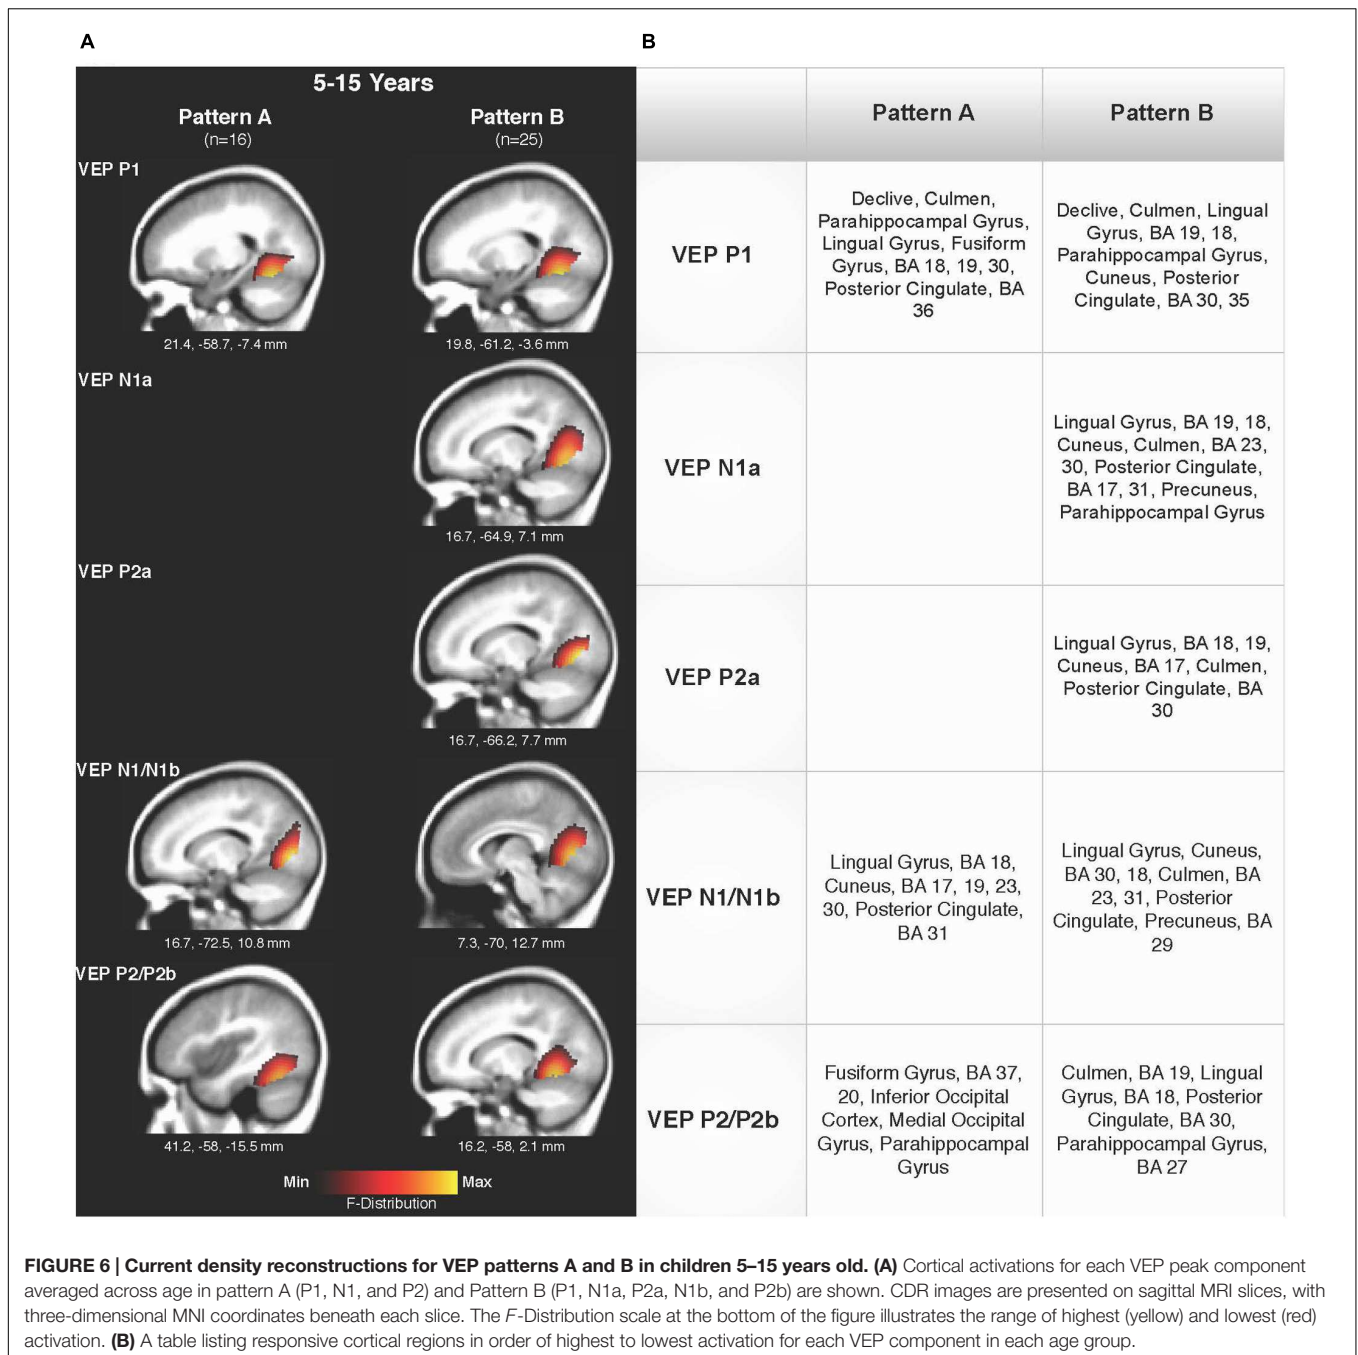 A
B
5-15 Years
Pattern A
(n=16)
Pattern B
(n=25)
VEP P1
21.4, -58.7, -7.4 mm
19.8, -61.2, -3.6 mm
VEP N1a
16.7, -64.9, 7.1 mm
VEP P2a
16.7, -66.2, 7.7 mm
VEP N1/N1b
16.7, -72.5, 10.8 mm
7.3, -70, 12.7 mm
VEP P2/P2b
41.2, -58, -15.5 mm
16.2, -58, 2.1 mm
Min
Max
F-Distribution
Pattern A
Pattern B
VEP P1
Declive, Culmen,
Parahippocampal Gyrus,
Lingual Gyrus, Fusiform
Gyrus, BA 18, 19, 30,
Posterior Cingulate, BA
36
Declive, Culmen, Lingual
Gyrus, BA 19, 18,
Parahippocampal Gyrus,
Cuneus, Posterior
Cingulate, BA 30, 35
VEP N1a
Lingual Gyrus, BA 19, 18,
Cuneus, Culmen, BA 23,
30, Posterior Cingulate,
BA 17, 31, Precuneus,
Parahippocampal Gyrus
VEP P2a
Lingual Gyrus, BA 18, 19,
Cuneus, BA 17, Culmen,
Posterior Cingulate, BA
30
VEP N1/N1b
Lingual Gyrus, BA 18,
Cuneus, BA 17, 19, 23,
30, Posterior Cingulate,
BA 31
Lingual Gyrus, Cuneus,
BA 30, 18, Culmen, BA
23, 31, Posterior
Cingulate, Precuneus, BA
29
VEP P2/P2b
Fusiform Gyrus, BA 37,
20, Inferior Occipital
Cortex, Medial Occipital
Gyrus, Parahippocampal
Gyrus
Culmen, BA 19, Lingual
Gyrus, BA 18, Posterior
Cingulate, BA 30,
Parahippocampal Gyrus,
BA 27
FIGURE 6 | Current density reconstructions for VEP patterns A and B in children 5–15 years old. (A) Cortical activations for each VEP peak component
averaged across age in pattern A (P1, N1, and P2) and Pattern B (P1, N1a, P2a, N1b, and P2b) are shown. CDR images are presented on sagittal MRI slices, with
three-dimensional MNI coordinates beneath each slice. The F-Distribution scale at the bottom of the figure illustrates the range of highest (yellow) and lowest (red)
activation. (B) A table listing responsive cortical regions in order of highest to lowest activation for each VEP component in each age group.